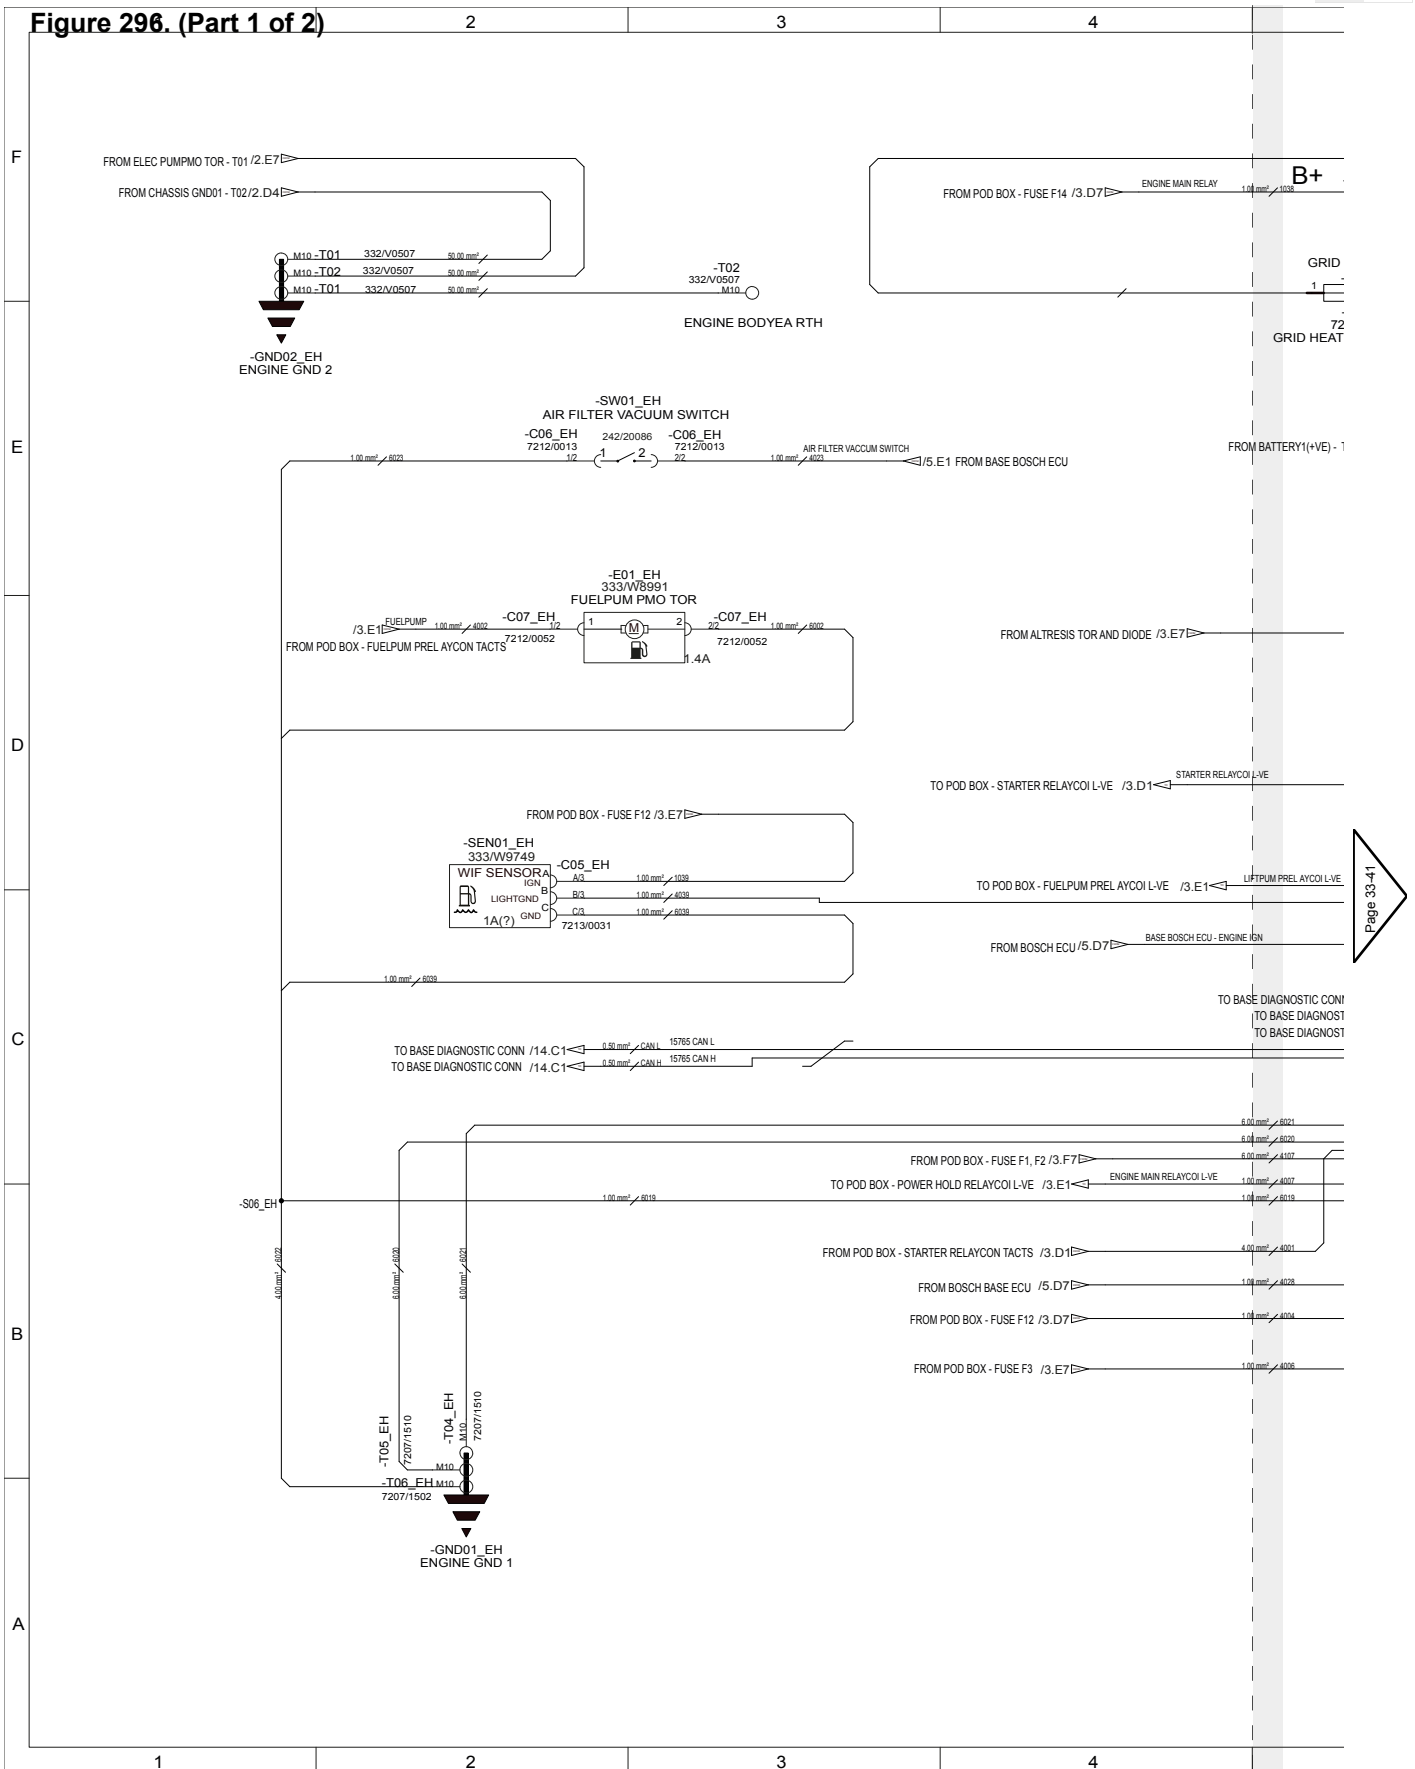 Figure 296. (Part 1 of 2)
1 2 3 4
F
FROM ELEC PUMPMO TOR - T01 /2.E7
FROM CHASSIS GND01 - T02/2.D4
FROM POD BOX - FUSE F14 /3.D7
ENGINE MAIN RELAY
1.00 mm² 1038
B+
M10 -T01 332/V0507 50.00 mm²
M10 -T02 332/V0507 50.00 mm²
M10 -T01 332/V0507 50.00 mm²
-T02
332/V0507
M10
ENGINE BODYEA RTH
GRID
1
72
GRID HEAT
-GND02_EH
ENGINE GND 2
E
-SW01_EH
AIR FILTER VACUUM SWITCH
-C06_EH 242/20086 -C06_EH
7212/0013 1 2 7212/0013
1/2 2/2
1.00 mm² 6023
1.00 mm² 4023
AIR FILTER VACCUM SWITCH
/5.E1 FROM BASE BOSCH ECU
FROM BATTERY1(+VE) -
-E01_EH
333/W8991
FUELPUM PMO TOR
/3.E1 FUELPUMP 1.00 mm² 4002
-C07_EH 1/2
7212/0052
1 M 2
2/2 -C07_EH
7212/0052
1.00 mm² 6002
1.4A
FROM POD BOX - FUELPUM PREL AYCON TACTS
FROM ALTRESIS TOR AND DIODE /3.E7
D
TO POD BOX - STARTER RELAYCOI L-VE /3.D1
STARTER RELAYCOI L-VE
FROM POD BOX - FUSE F12 /3.E7
-SEN01_EH
333/W9749
WIF SENSOR
-C05_EH
A IGN A/3 1.00 mm² 1039
B LIGHTGND B/3 1.00 mm² 4039
C GND C/3 1.00 mm² 6039
1A(?)
7213/0031
TO POD BOX - FUELPUM PREL AYCOI L-VE /3.E1
LIFTPUM PREL AYCOI L-VE
Page 33-41
FROM BOSCH ECU /5.D7
BASE BOSCH ECU - ENGINE IGN
1.00 mm² 6039
TO BASE DIAGNOSTIC CON
TO BASE DIAGNOST
TO BASE DIAGNOST
C
TO BASE DIAGNOSTIC CONN /14.C1 0.50 mm² CAN L 15765 CAN L
TO BASE DIAGNOSTIC CONN /14.C1 0.50 mm² CAN H 15765 CAN H
6.00 mm² 6021
6.00 mm² 6020
FROM POD BOX - FUSE F1, F2 /3.F7 6.00 mm² 4107
TO POD BOX - POWER HOLD RELAYCOI L-VE /3.E1 ENGINE MAIN RELAYCOI L-VE 1.00 mm² 4007
-S06_EH 1.00 mm² 6019 1.00 mm² 6019
4.00 mm² 6022
6.00 mm² 6020
6.00 mm² 6021
FROM POD BOX - STARTER RELAYCON TACTS /3.D1 4.00 mm² 4001
FROM BOSCH BASE ECU /5.D7 1.00 mm² 4028
B
FROM POD BOX - FUSE F12 /3.D7 1.00 mm² 4004
FROM POD BOX - FUSE F3 /3.E7 1.00 mm² 4006
-T05_EH
7207/1510
-T04_EH
M10
7207/1510
M10
-T06_EH M10
7207/1502
-GND01_EH
ENGINE GND 1
A
1 2 3 4